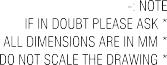 -: NOTE
IF IN DOUBT PLEASE ASK *
ALL DIMENSIONS ARE IN MM *
DO NOT SCALE THE DRAWING *